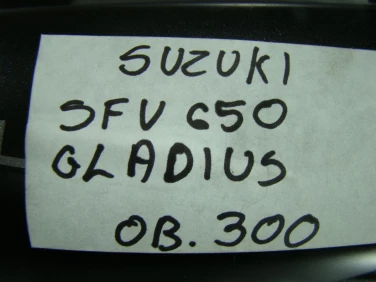 SUZUKI
SFV 650
GLADIUS
OB. 300